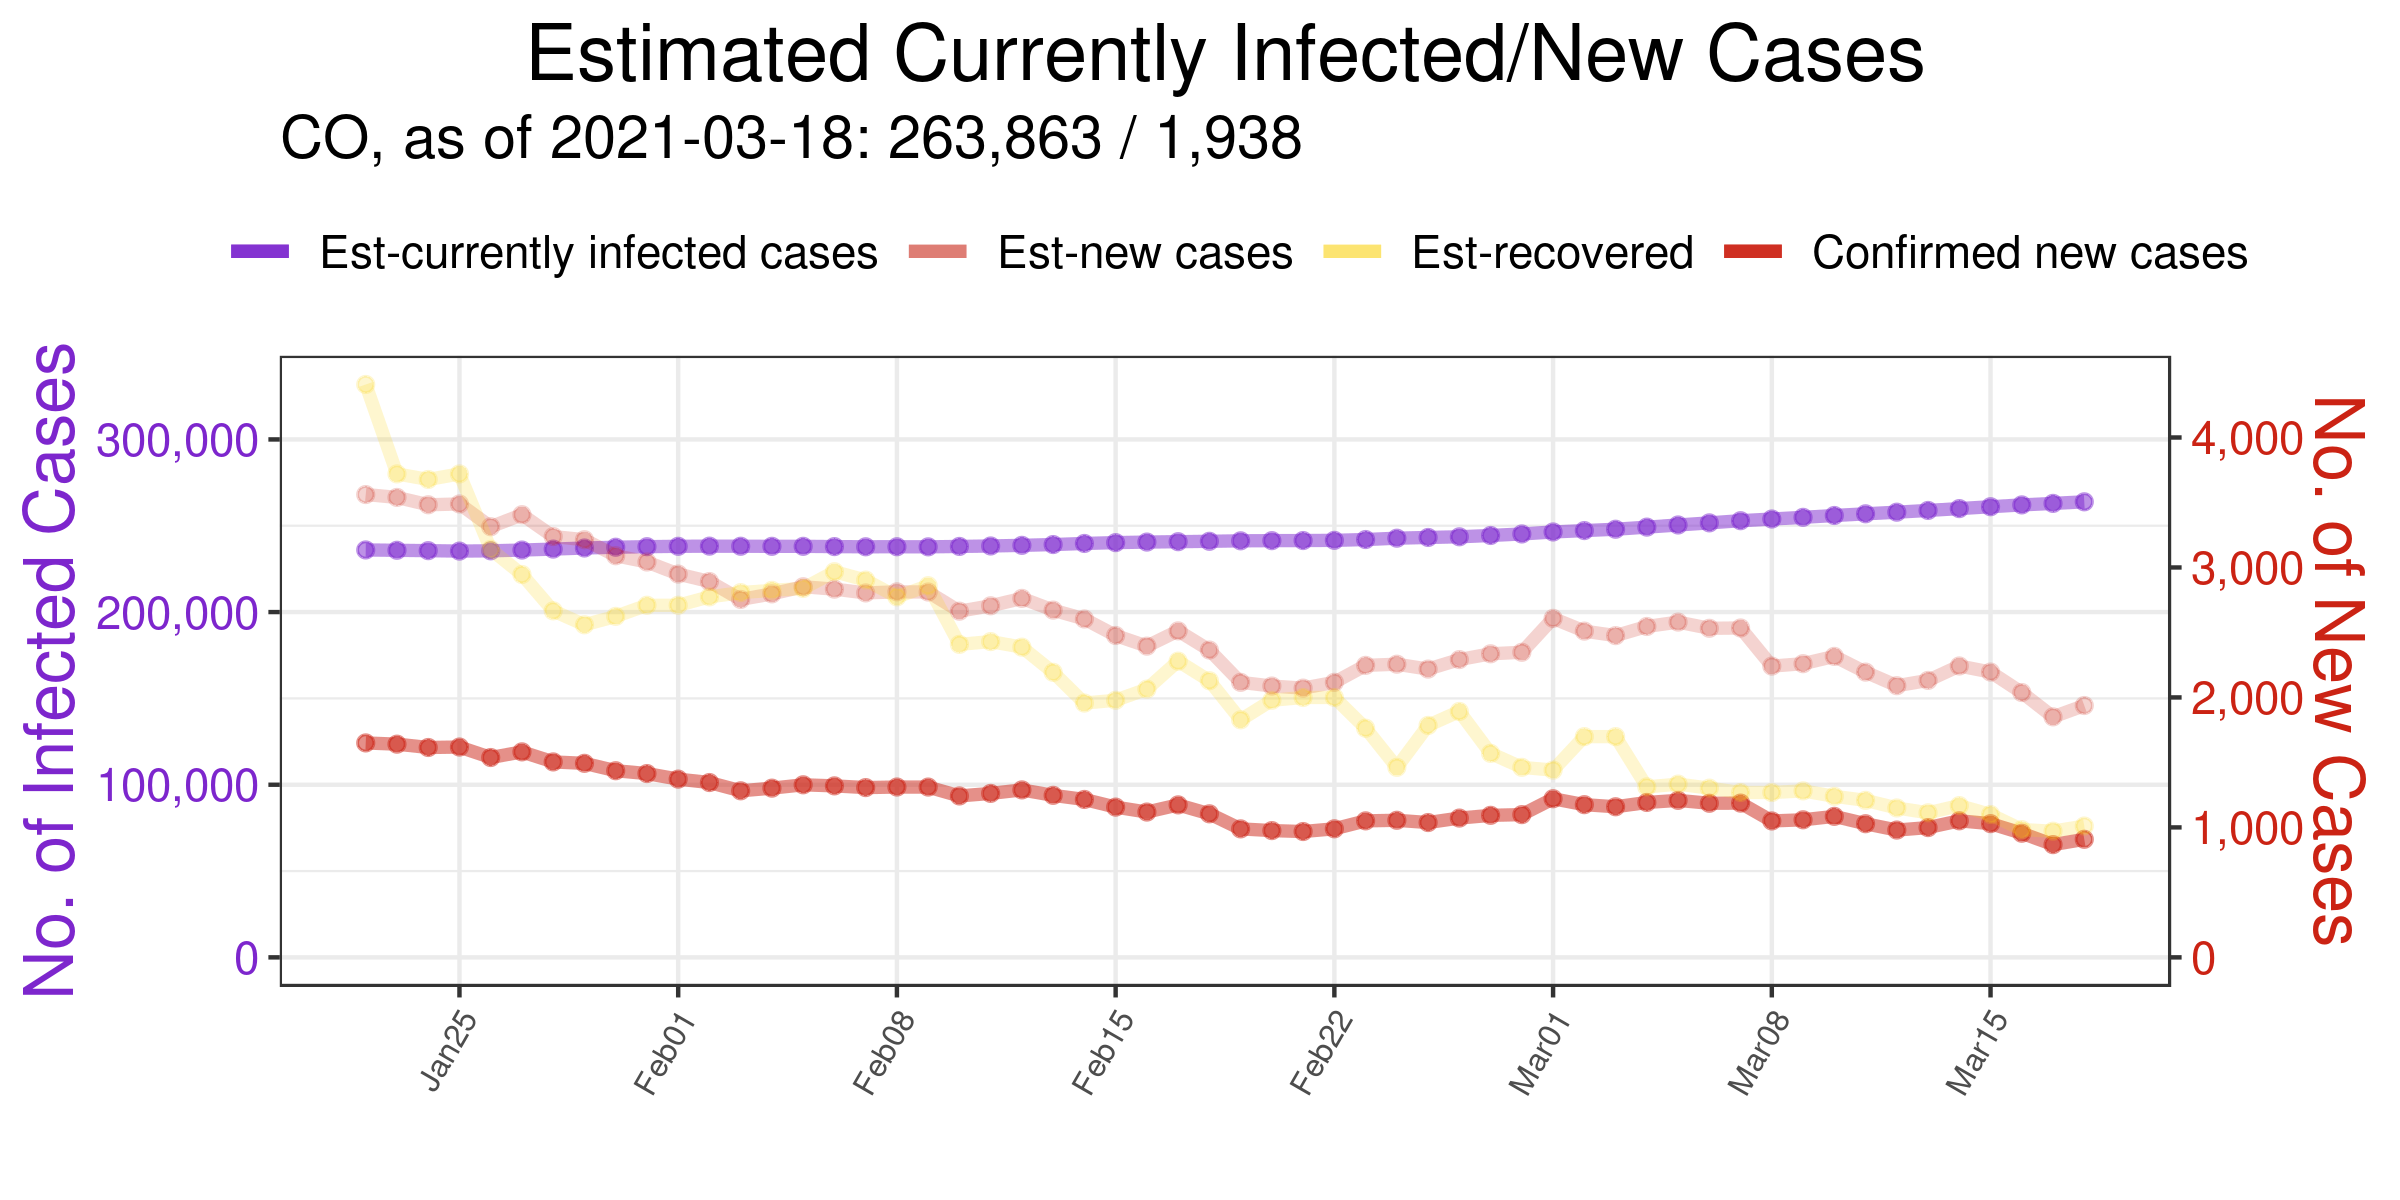 Estimated Currently Infected/New Cases
CO, as of 2021-03-18: 263,863 / 1,938
Est-currently infected cases Est-new cases Est-recovered Confirmed new cases
No. of Infected Cases
300,000
200,000
100,000
0
4,000
3,000
2,000
1,000
0
No. of New Cases
Jan25 Feb01 Feb08 Feb15 Feb22 Mar01 Mar08 Mar15